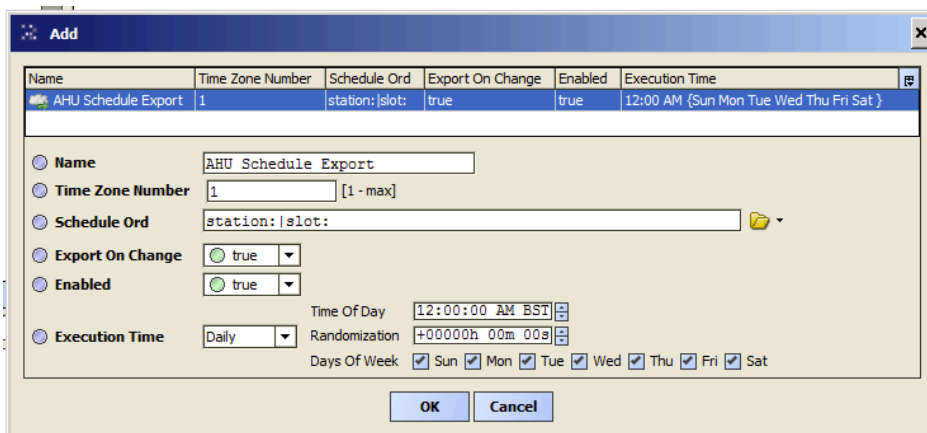 Add
Name Time Zone Number Schedule Ord Export On Change Enabled Execution Time
AHU Schedule Export 1 station:|slot: true true 12:00 AM {Sun Mon Tue Wed Thu Fri Sat }
Name AHU Schedule Export
Time Zone Number 1 [1 - max]
Schedule Ord station:|slot:
Export On Change true
Enabled true
Time Of Day 12:00:00 AM BST
Execution Time Daily Randomization +00000h 00m 00s
Days Of Week Sun Mon Tue Wed Thu Fri Sat
OK Cancel